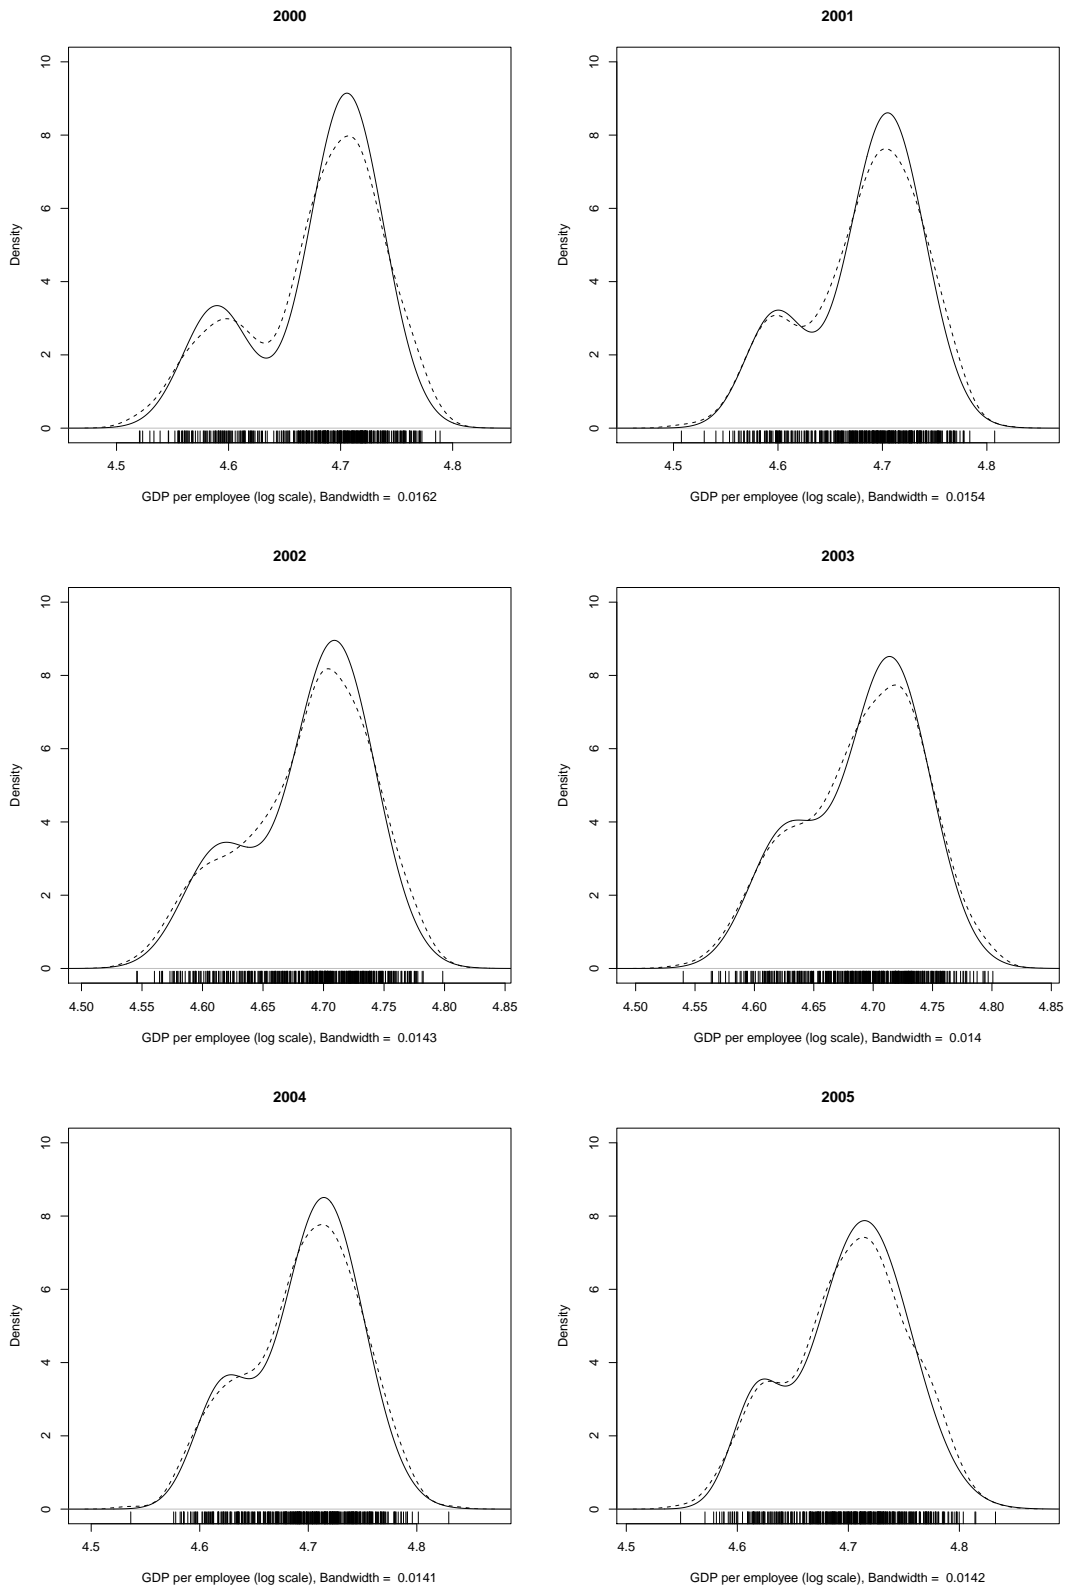 2000
10
8
6
4
2
0
Density
4.5 4.6 4.7 4.8
GDP per employee (log scale), Bandwidth = 0.0162
2001
10
8
6
4
2
0
Density
4.5 4.6 4.7 4.8
GDP per employee (log scale), Bandwidth = 0.0154
2002
10
8
6
4
2
0
Density
4.50 4.55 4.60 4.65 4.70 4.75 4.80 4.85
GDP per employee (log scale), Bandwidth = 0.0143
2003
10
8
6
4
2
0
Density
4.50 4.55 4.60 4.65 4.70 4.75 4.80 4.85
GDP per employee (log scale), Bandwidth = 0.014
2004
10
8
6
4
2
0
Density
4.5 4.6 4.7 4.8
GDP per employee (log scale), Bandwidth = 0.0141
2005
10
8
6
4
2
0
Density
4.5 4.6 4.7 4.8
GDP per employee (log scale), Bandwidth = 0.0142